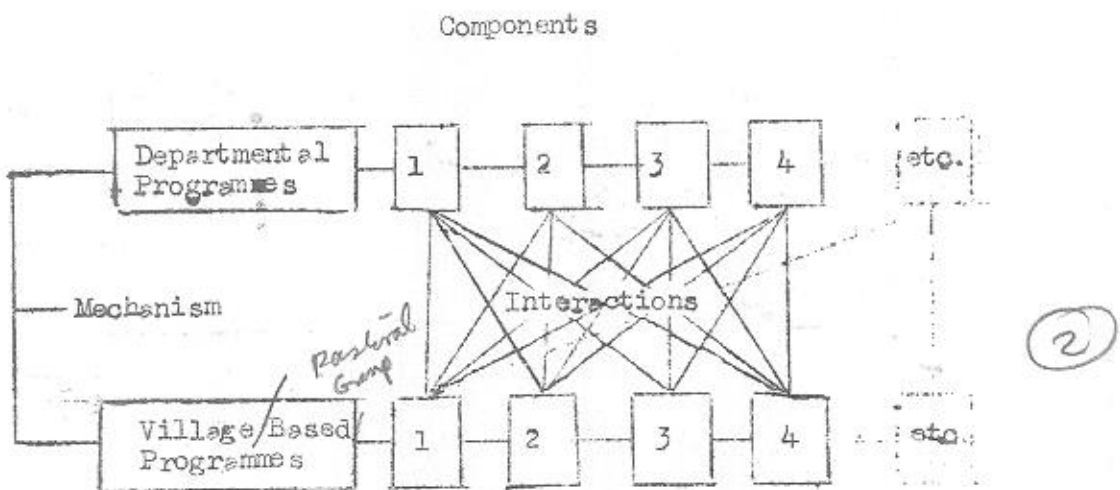 Components
Departmental
Programmes
1
2
3
4
etc.
Interactions
Mechanism
Pastoral
Group
2
Village/Based/
Programmes
1
2
3
4
etc